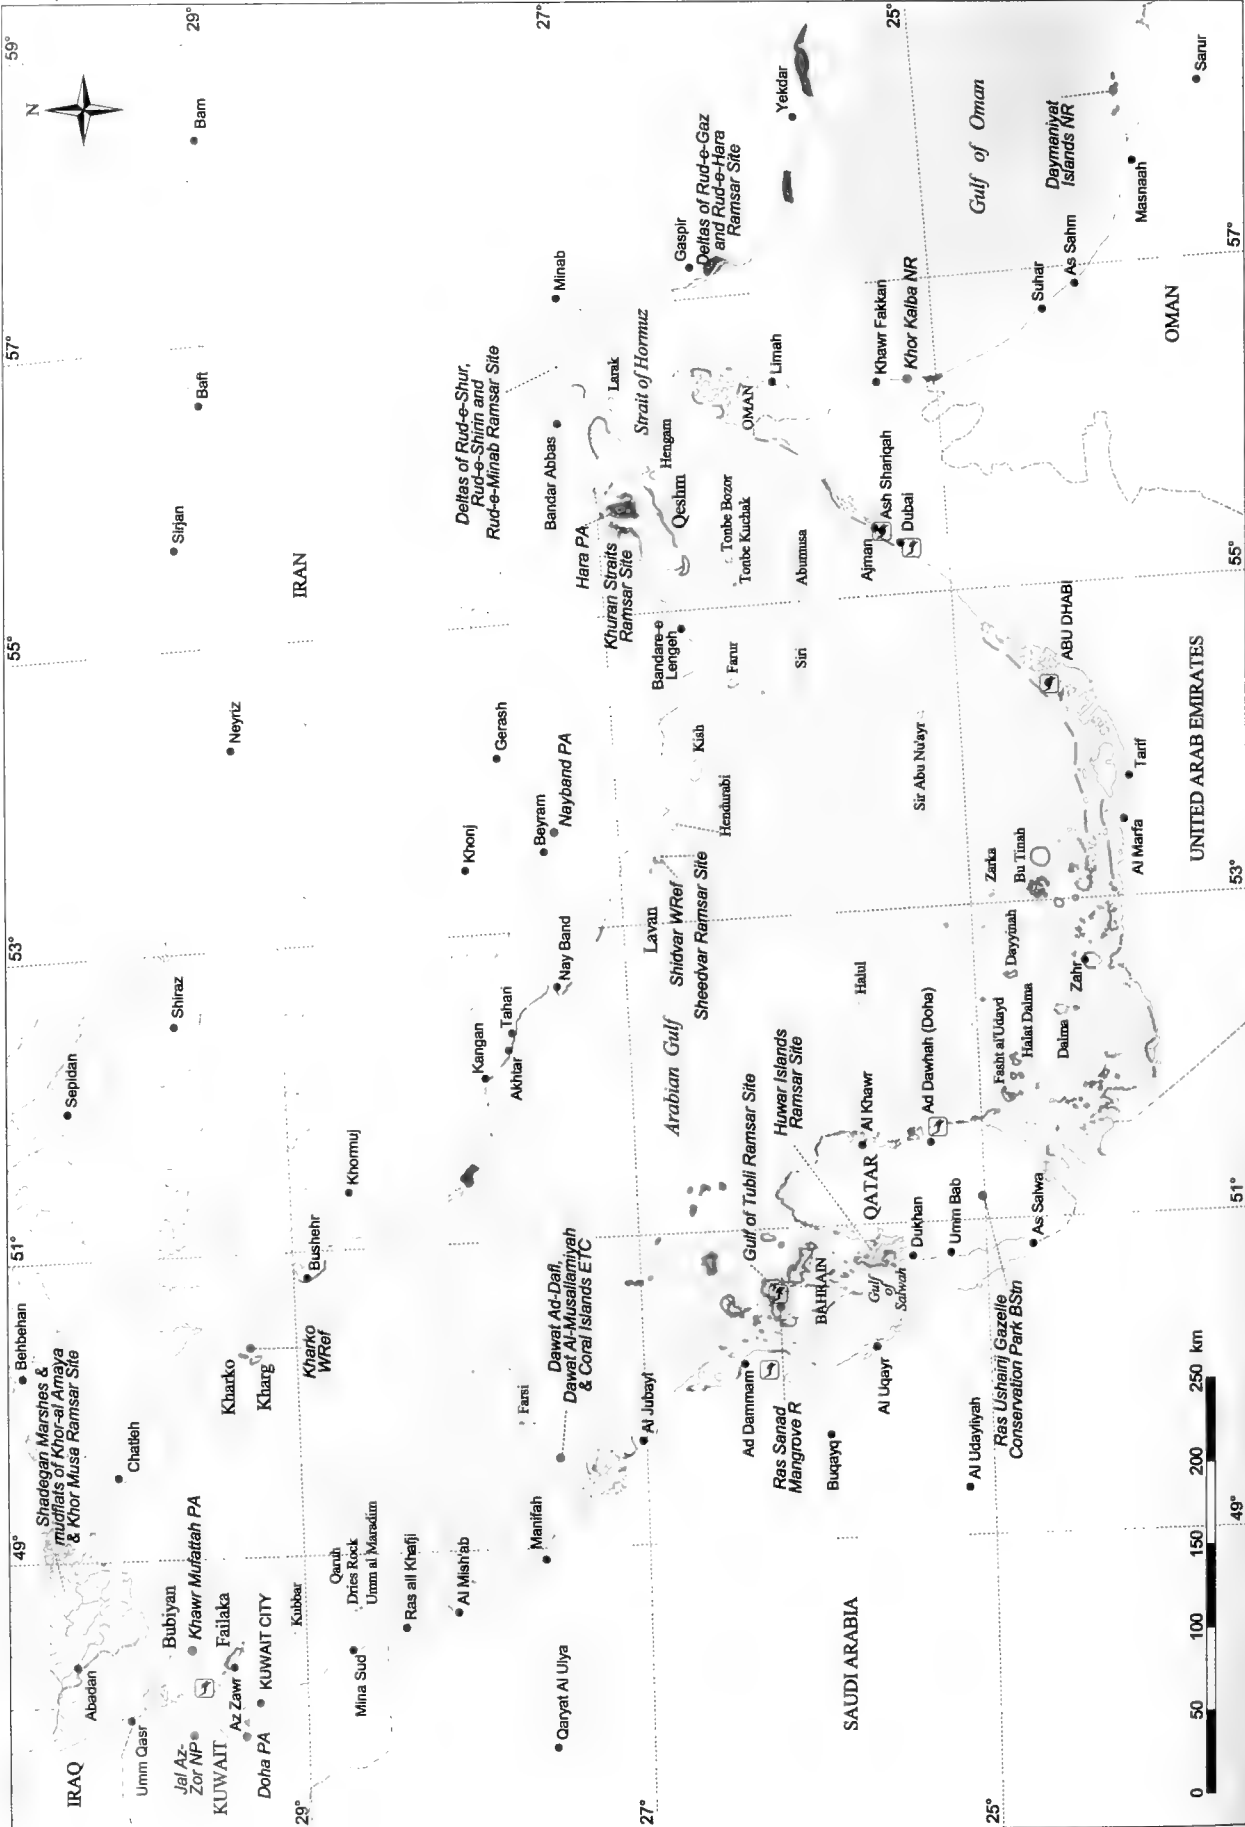 59°
57°
55°
53°
51°
49°
N
29°
27°
25°
Bam
Baft
Sirjan
Neyriz
Shiraz
Sepidan
Behbehan
Shadegan Marshes &
mudflats of Khor-al Amaya
& Khor Musa Ramsar Site
Chatleh
Abadan
IRAQ
Umm Qasr
Bubiyan
Khawr Mufattah PA
Jal Az-
Zor NP
KUWAIT
Failaka
Az Zawr
KUWAIT CITY
Doha PA
Kharko
Kharg
Kharko
WRef
Bushehr
Khormuj
IRAN
29°
Kubbar
Qaruh
Dries Rock
Umm al Maradim
Mina Sud
Ras all Khafji
Al Mish'ab
Farsi
Kangan
Akhtar
Tahari
Nay Band
Khonj
Gerash
Beyram
Nayband PA
Deltas of Rud-e-Shur,
Rud-e-Shirin and
Rud-e-Minab Ramsar Site
Bandar Abbas
Minab
Hara PA
Khuran Straits
Ramsar Site
Larak
Strait of Hormuz
Hengam
Qeshm
Gaspir
Deltas of Rud-e-Gaz
and Rud-e-Hara
Ramsar Site
Yekdar
Manifah
Qaryat Al Ulya
Dawat Ad-Dafi,
Dawat Al-Musallamiyah
& Coral Islands ETC
Al Jubayl
27°
Arabian Gulf
Lavan
Shidvar WRef
Sheedvar Ramsar Site
Hendurabi
Kish
Bandare-e
Lengeh
Farur
Siri
Tonbe Bozor
Tonbe Kuchak
Abumusa
OMAN
Limah
Khawr Fakkan
Khor Kalba NR
Gulf of Oman
Daymaniyat
Islands NR
Gulf of Tubli Ramsar Site
Huwar Islands
Ramsar Site
Ad Dammam
Ras Sanad
Mangrove R
Buqayq
BAHRAIN
Al Uqayr
Gulf
of
Salwah
QATAR
Al Khawr
Dukhan
Umm Bab
Ad Dawhah (Doha)
Halul
As Salwa
Al Udayliyah
Ras Ushairij Gazelle
Conservation Park BStn
SAUDI ARABIA
25°
Fasht al'Udayd
Halat Dalma
Dalma
Dayyinah
Zahr
Zarka
Bu Tinah
Al Marfa
Tarif
Sir Abu Nu'ayr
ABU DHABI
Ajman
Ash Shariqah
Dubai
UNITED ARAB EMIRATES
Suhar
As Sahm
Masnaah
Sarur
OMAN
0 50 100 150 200 250 km
49°
51°
53°
55°
57°